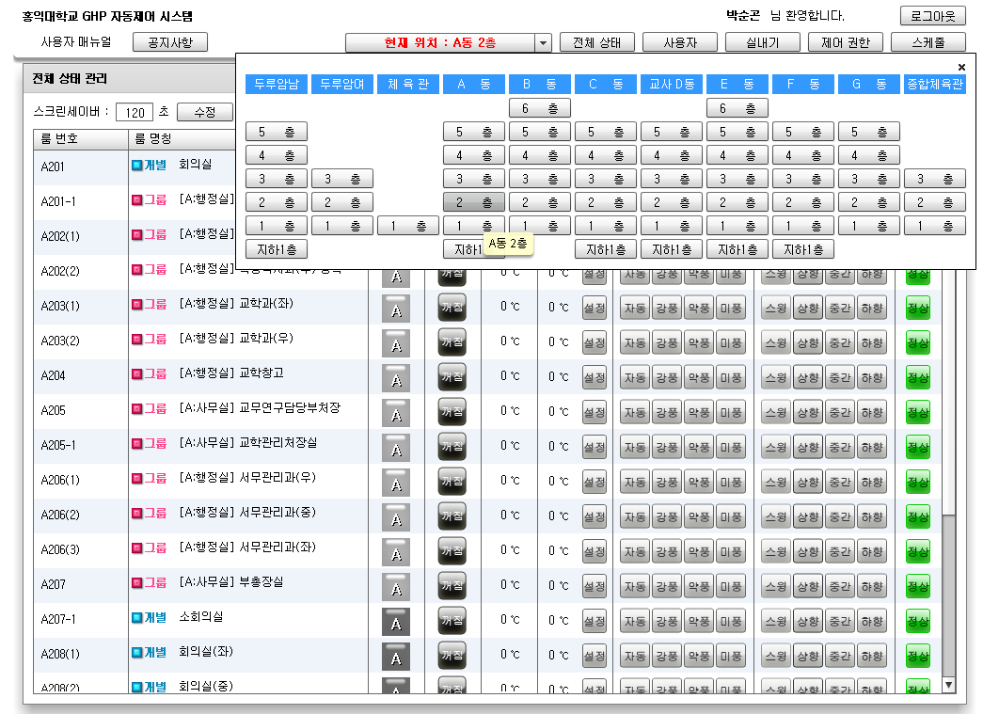 홍익대학교 GHP 자동제어 시스템
박순곤 님 환영합니다.
로그아웃
사용자 매뉴얼 공지사항 현재 위치 : A동 2층 전체 상태 사용자 실내기 제어 권한 스케줄
전체 상태 관리
스크린세이버 : 120 초 수정
룸 번호 룸 명칭
두루암남 두루암여 체 육 관 A 동 B 동 C 동 교사 D동 E 동 F 동 G 동 종합체육관
6 층 6 층
5 층 5 층 5 층 5 층 5 층 5 층 5 층 5 층
4 층 4 층 4 층 4 층 4 층 4 층 4 층 4 층
3 층 3 층 3 층 3 층 3 층 3 층 3 층 3 층 3 층 3 층
2 층 2 층 2 층 2 층 2 층 2 층 2 층 2 층 2 층 2 층
1 층 1 층 1 층 1 층 1 층 1 층 1 층 1 층 1 층 1 층 1 층
지하1층 지하1 지하1층 지하1층 지하1층 지하1층
A동 2층
A201 개별 회의실
A201-1 그룹 [A:행정실]
A202(1) 그룹 [A:행정실]
A202(2) 그룹 [A:행정실] A 꺼짐 0 ℃ 0 ℃ 설정 자동 강풍 약풍 미풍 스윙 상향 중간 하향 정상
A203(1) 그룹 [A:행정실] 교학과(좌) A 꺼짐 0 ℃ 0 ℃ 설정 자동 강풍 약풍 미풍 스윙 상향 중간 하향 정상
A203(2) 그룹 [A:행정실] 교학과(우) A 꺼짐 0 ℃ 0 ℃ 설정 자동 강풍 약풍 미풍 스윙 상향 중간 하향 정상
A204 그룹 [A:행정실] 교학창고 A 꺼짐 0 ℃ 0 ℃ 설정 자동 강풍 약풍 미풍 스윙 상향 중간 하향 정상
A205 그룹 [A:사무실] 교무연구담당부처장 A 꺼짐 0 ℃ 0 ℃ 설정 자동 강풍 약풍 미풍 스윙 상향 중간 하향 정상
A205-1 그룹 [A:사무실] 교학관리처장실 A 꺼짐 0 ℃ 0 ℃ 설정 자동 강풍 약풍 미풍 스윙 상향 중간 하향 정상
A206(1) 그룹 [A:행정실] 서무관리과(우) A 꺼짐 0 ℃ 0 ℃ 설정 자동 강풍 약풍 미풍 스윙 상향 중간 하향 정상
A206(2) 그룹 [A:행정실] 서무관리과(중) A 꺼짐 0 ℃ 0 ℃ 설정 자동 강풍 약풍 미풍 스윙 상향 중간 하향 정상
A206(3) 그룹 [A:행정실] 서무관리과(좌) A 꺼짐 0 ℃ 0 ℃ 설정 자동 강풍 약풍 미풍 스윙 상향 중간 하향 정상
A207 그룹 [A:사무실] 부총장실 A 꺼짐 0 ℃ 0 ℃ 설정 자동 강풍 약풍 미풍 스윙 상향 중간 하향 정상
A207-1 개별 소회의실 A 꺼짐 0 ℃ 0 ℃ 설정 자동 강풍 약풍 미풍 스윙 상향 중간 하향 정상
A208(1) 개별 회의실(좌) A 꺼짐 0 ℃ 0 ℃ 설정 자동 강풍 약풍 미풍 스윙 상향 중간 하향 정상
A208(2) 개별 회의실(중) A 꺼짐 0 ℃ 0 ℃ 설정 자동 강풍 약풍 미풍 스윙 상향 중간 하향 정상